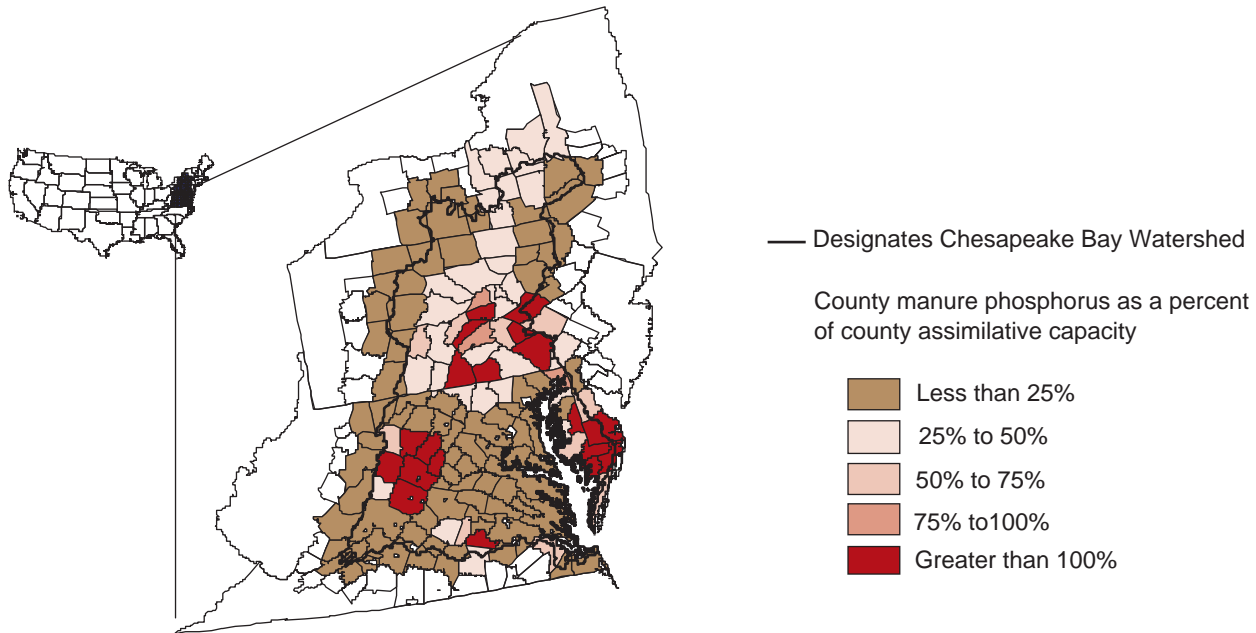 Designates Chesapeake Bay Watershed
County manure phosphorus as a percent
of county assimilative capacity
Less than 25%
25% to 50%
50% to 75%
75% to100%
Greater than 100%